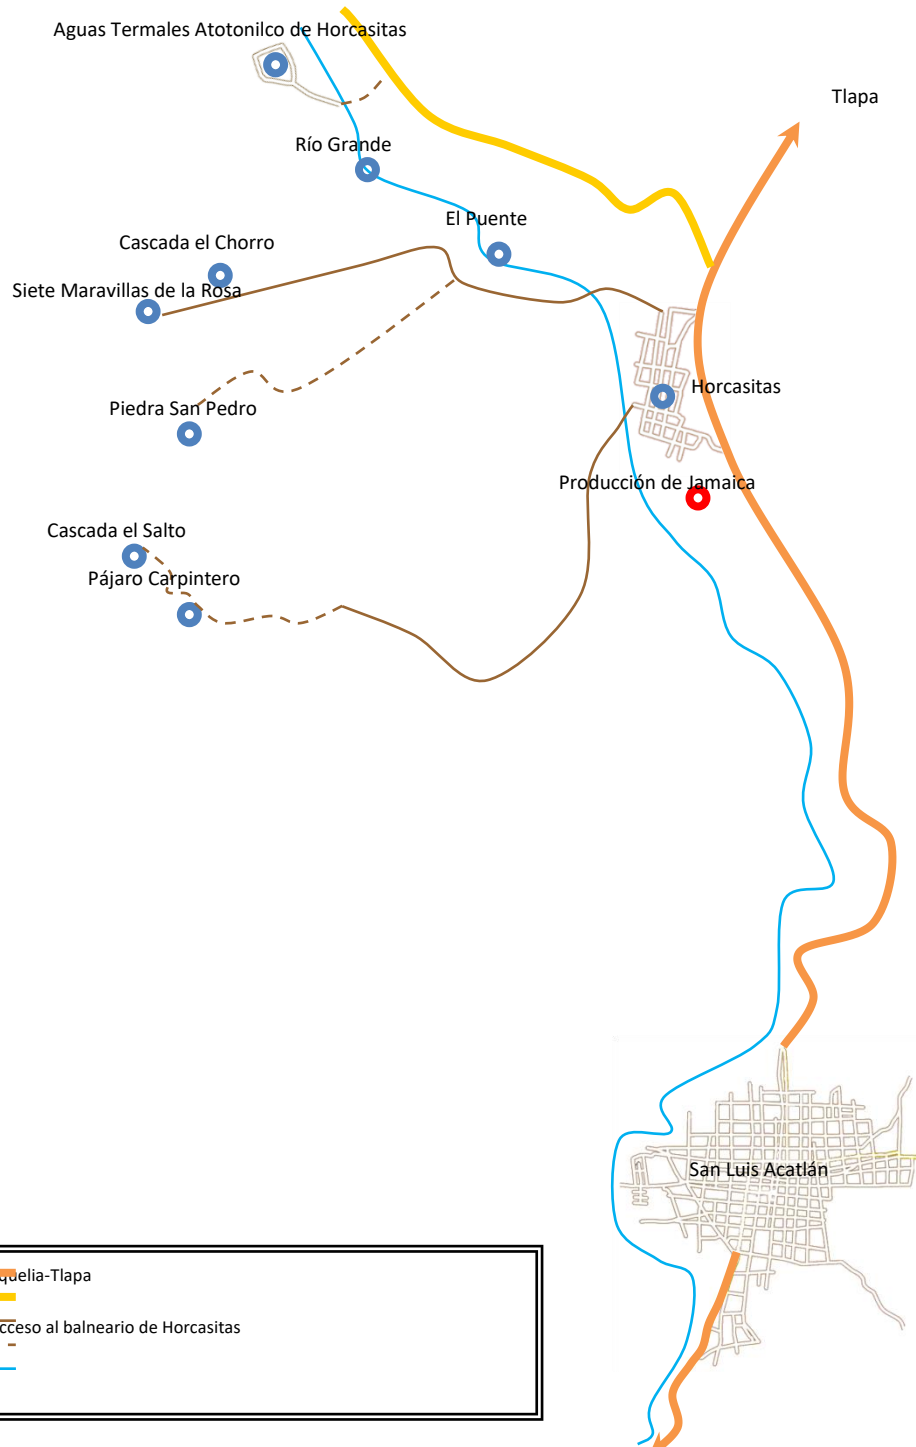 Aguas Termales Atotonilco de Horcasitas
Tlapa
Río Grande
El Puente
Cascada el Chorro
Siete Maravillas de la Rosa
Horcasitas
Piedra San Pedro
Producción de Jamaica
Cascada el Salto
Pájaro Carpintero
San Luis Acatlán
quelia-Tlapa
cceso al balneario de Horcasitas